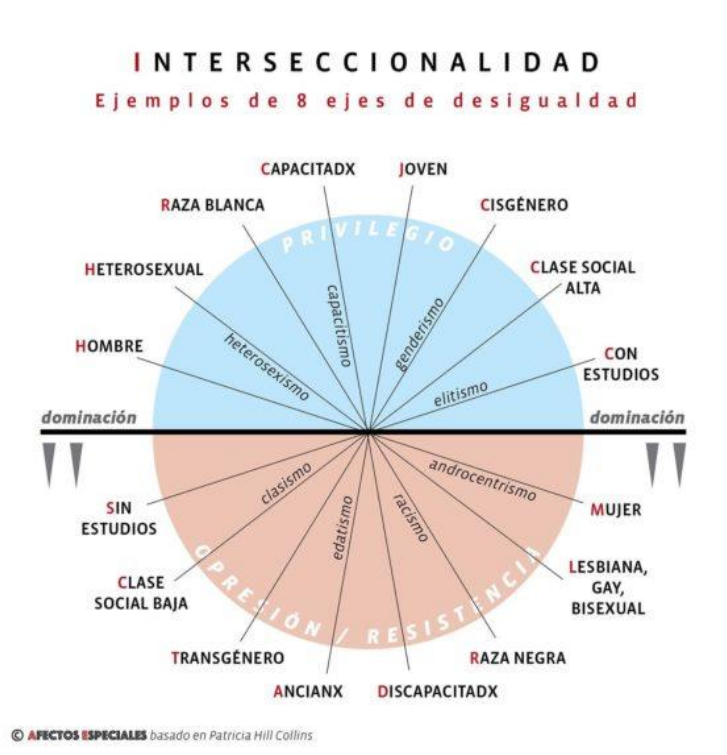 INTERSECCIONALIDAD
Ejemplos de 8 ejes de desigualdad
CAPACITADX
JOVEN
RAZA BLANCA
CISGÉNERO
PRIVILEGIO
HETEROSEXUAL
CLASE SOCIAL
ALTA
HOMBRE
CON
ESTUDIOS
heterosexismo
capacitismo
genderismo
elitismo
dominación
dominación
clasismo
edatismo
racismo
androcentrismo
SIN
ESTUDIOS
MUJER
CLASE
SOCIAL BAJA
LESBIANA,
GAY,
BISEXUAL
OPRESIÓN / RESISTENCIA
TRANSGÉNERO
RAZA NEGRA
ANCIANX
DISCAPACITADX
© AFECTOS ESPECIALES basado en Patricia Hill Collins